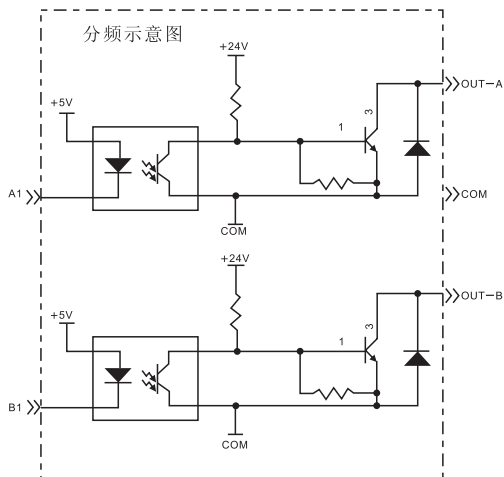 分频示意图
+24V
+5V
OUT-A
3
1
A1
COM
COM
+24V
+5V
OUT-B
3
1
B1
COM